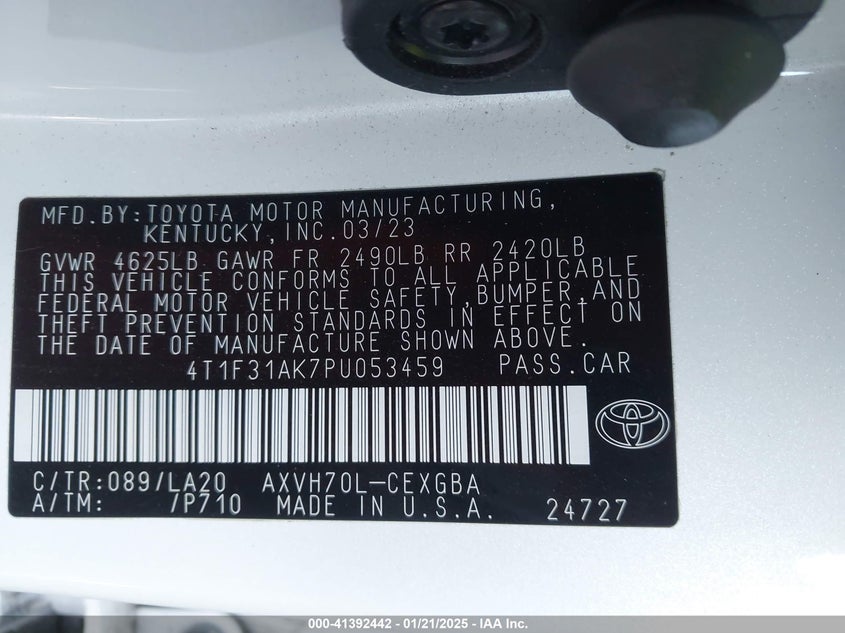 MFD.BY:TOYOTA MOTOR MANUFACTURING,
KENTUCKY,INC.03/23
GVWR 4625LB GAWR FR 2490LB RR 2420LB
THIS VEHICLE CONFORMS TO ALL APPLICABLE
FEDERAL MOTOR VEHICLE SAFETY,BUMPER,AND
THEFT PREVENTION STANDARDS IN EFFECT ON
THE DATE OF MANUFACTURE SHOWN ABOVE.
4T1F31AK7PU053459 PASS.CAR
C/TR:089/LA20 AXVH70L-CEXGBA
A/TM: /P710 MADE IN U.S.A. 24727
000-41392442 - 01/21/2025 - IAA Inc.